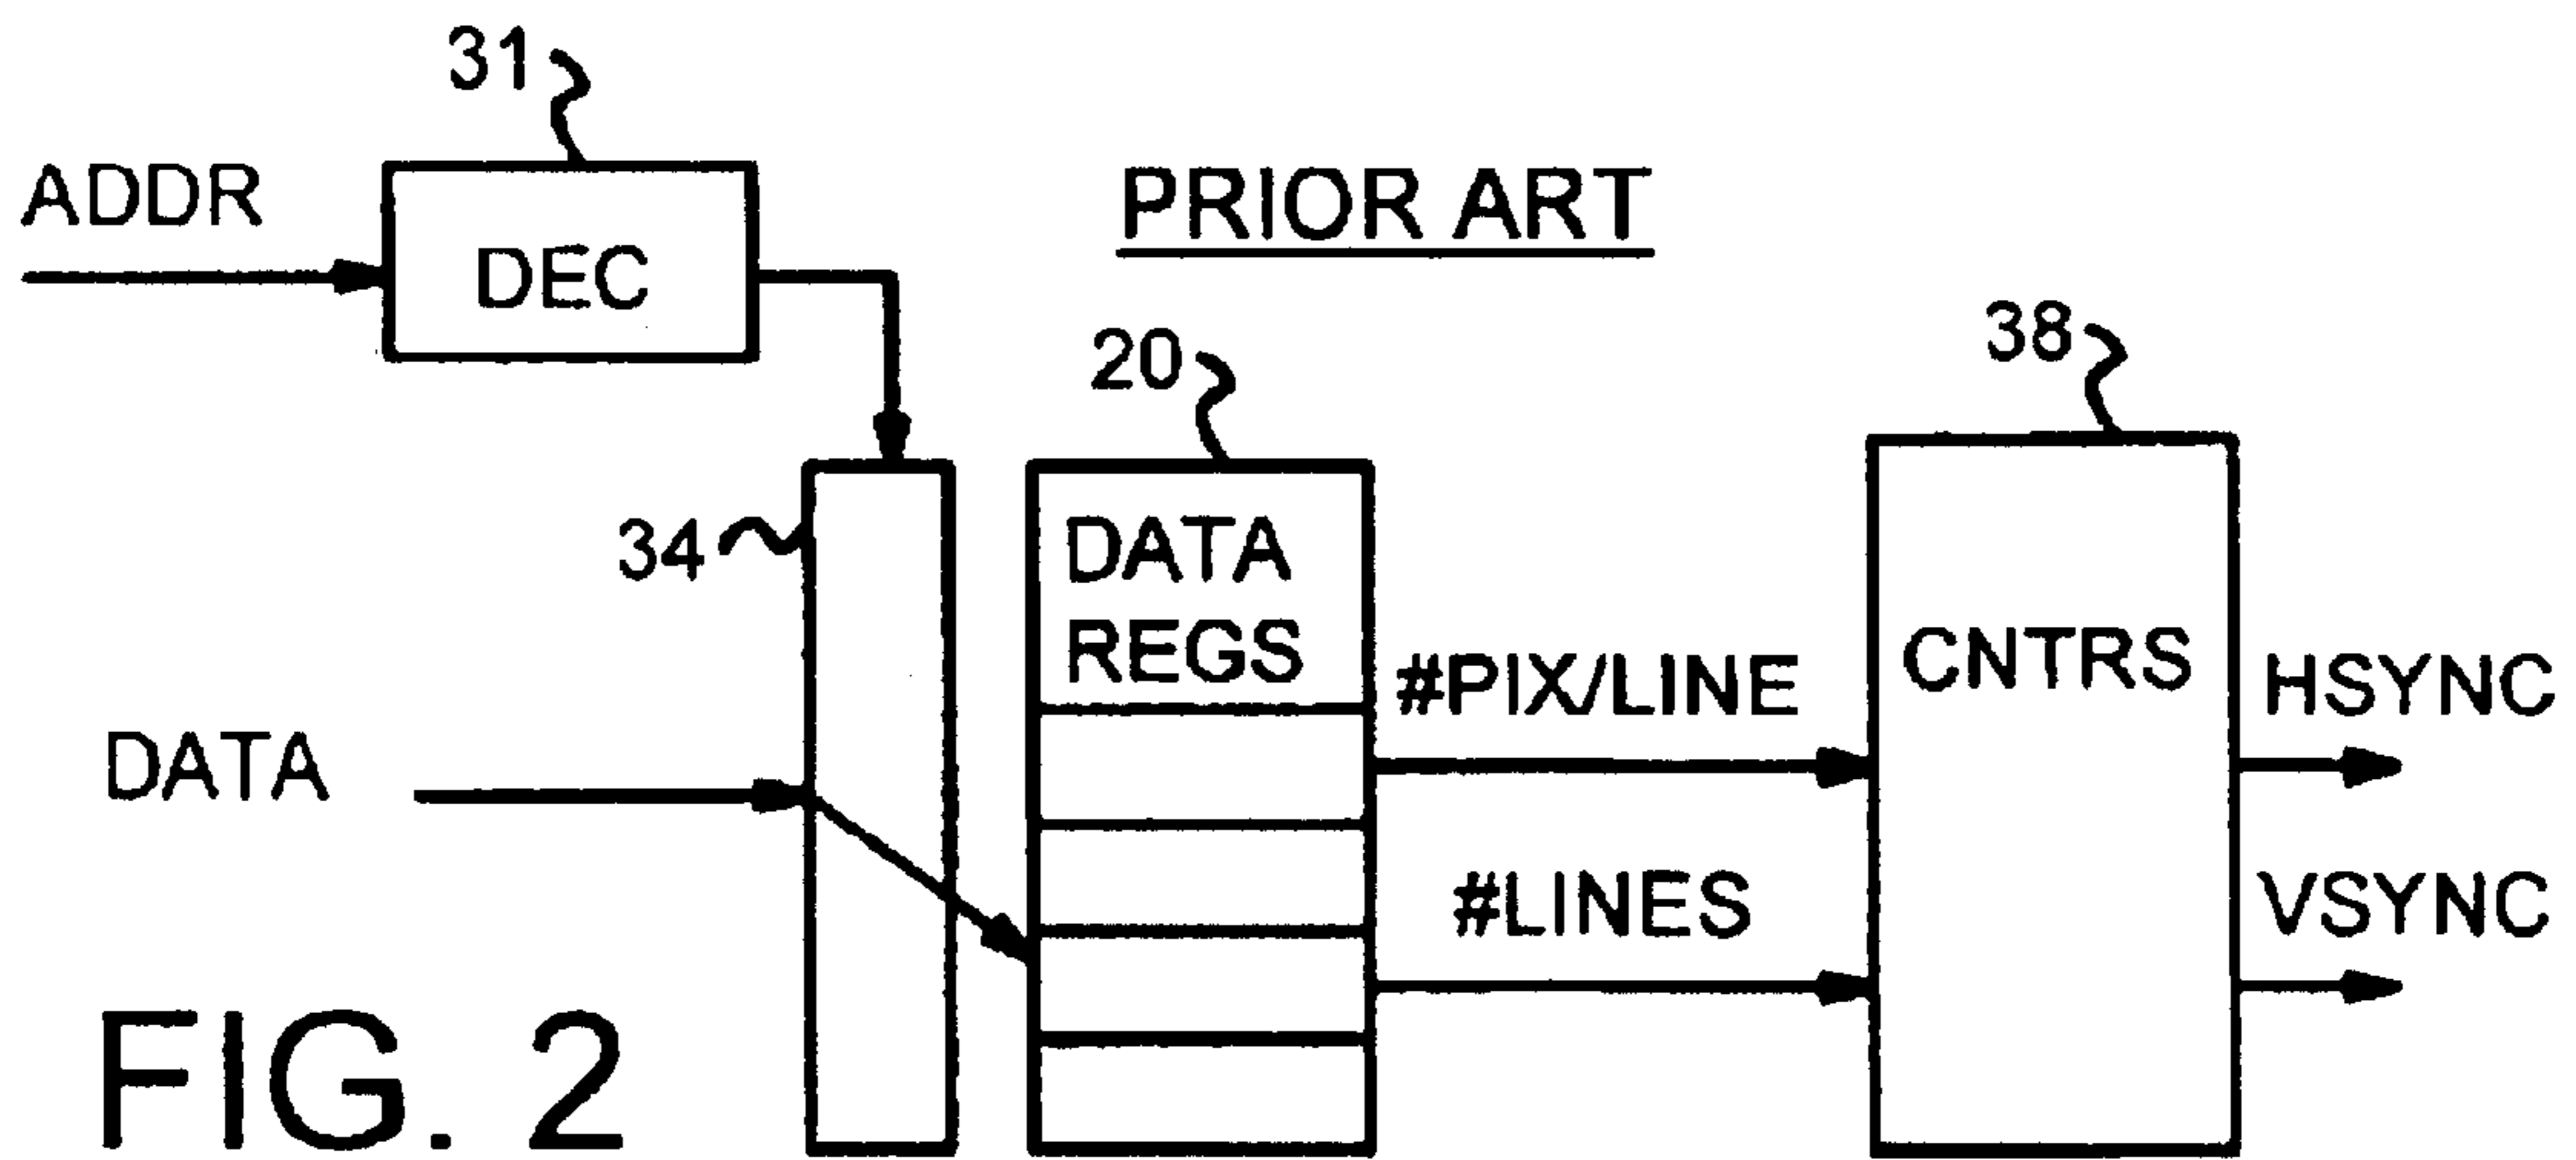 31
ADDR
DEC
PRIOR ART
20
38
34
DATA
REGS
#PIX/LINE
CNTRS
HSYNC
DATA
#LINES
VSYNC
FIG. 2